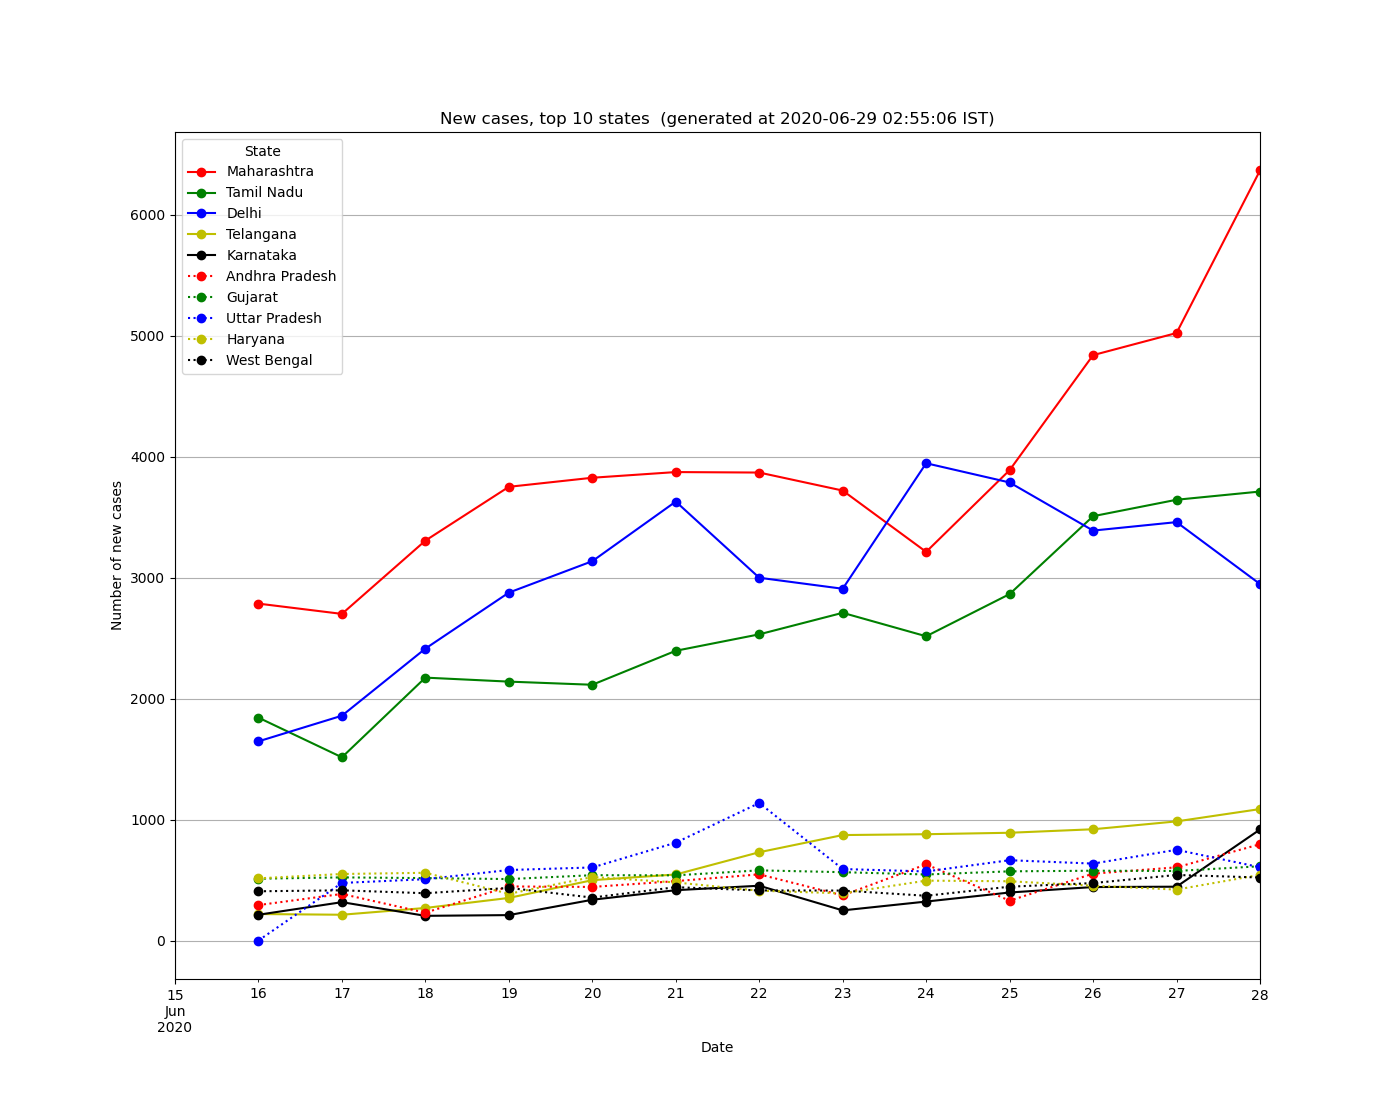 New cases, top 10 states  (generated at 2020-06-29 02:55:06 IST)
State
Maharashtra
Tamil Nadu
Delhi
Telangana
Karnataka
Andhra Pradesh
Gujarat
Uttar Pradesh
Haryana
West Bengal
6000
5000
4000
3000
2000
1000
0
Number of new cases
15 16 17 18 19 20 21 22 23 24 25 26 27 28
Jun
2020
Date